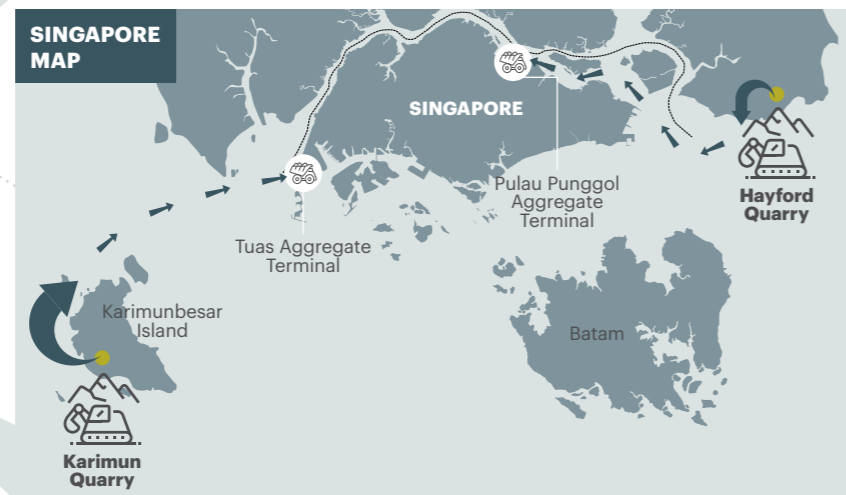 SINGAPORE
MAP
SINGAPORE
Hayford
Quarry
Pulau Punggol
Aggregate
Terminal
Tuas Aggregate
Terminal
Karimunbesar
Island
Batam
Karimun
Quarry